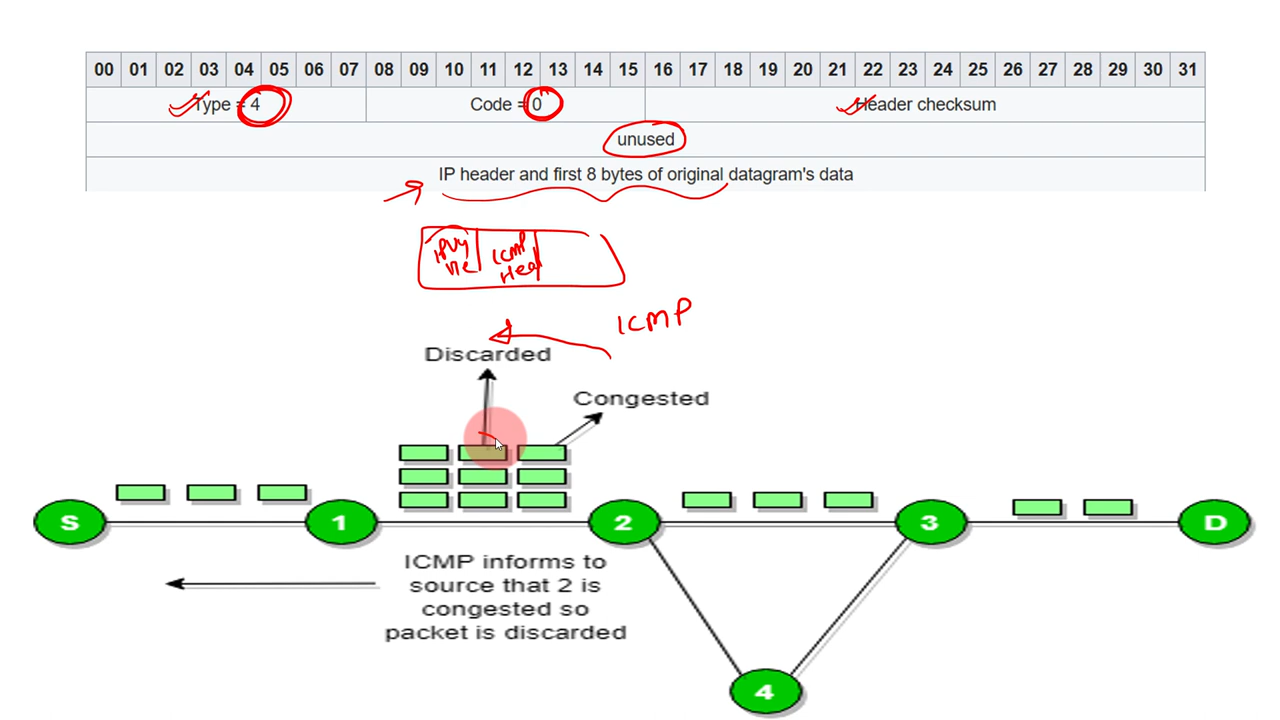 00 01 02 03 04 05 06 07 08 09 10 11 12 13 14 15 16 17 18 19 20 21 22 23 24 25 26 27 28 29 30 31
Type = 4 Code = 0 Header checksum
unused
IP header and first 8 bytes of original datagram's data
ICMP
ICMP
Discarded
Congested
S 1 2 3 D
ICMP informs to
source that 2 is
congested so
packet is discarded
4